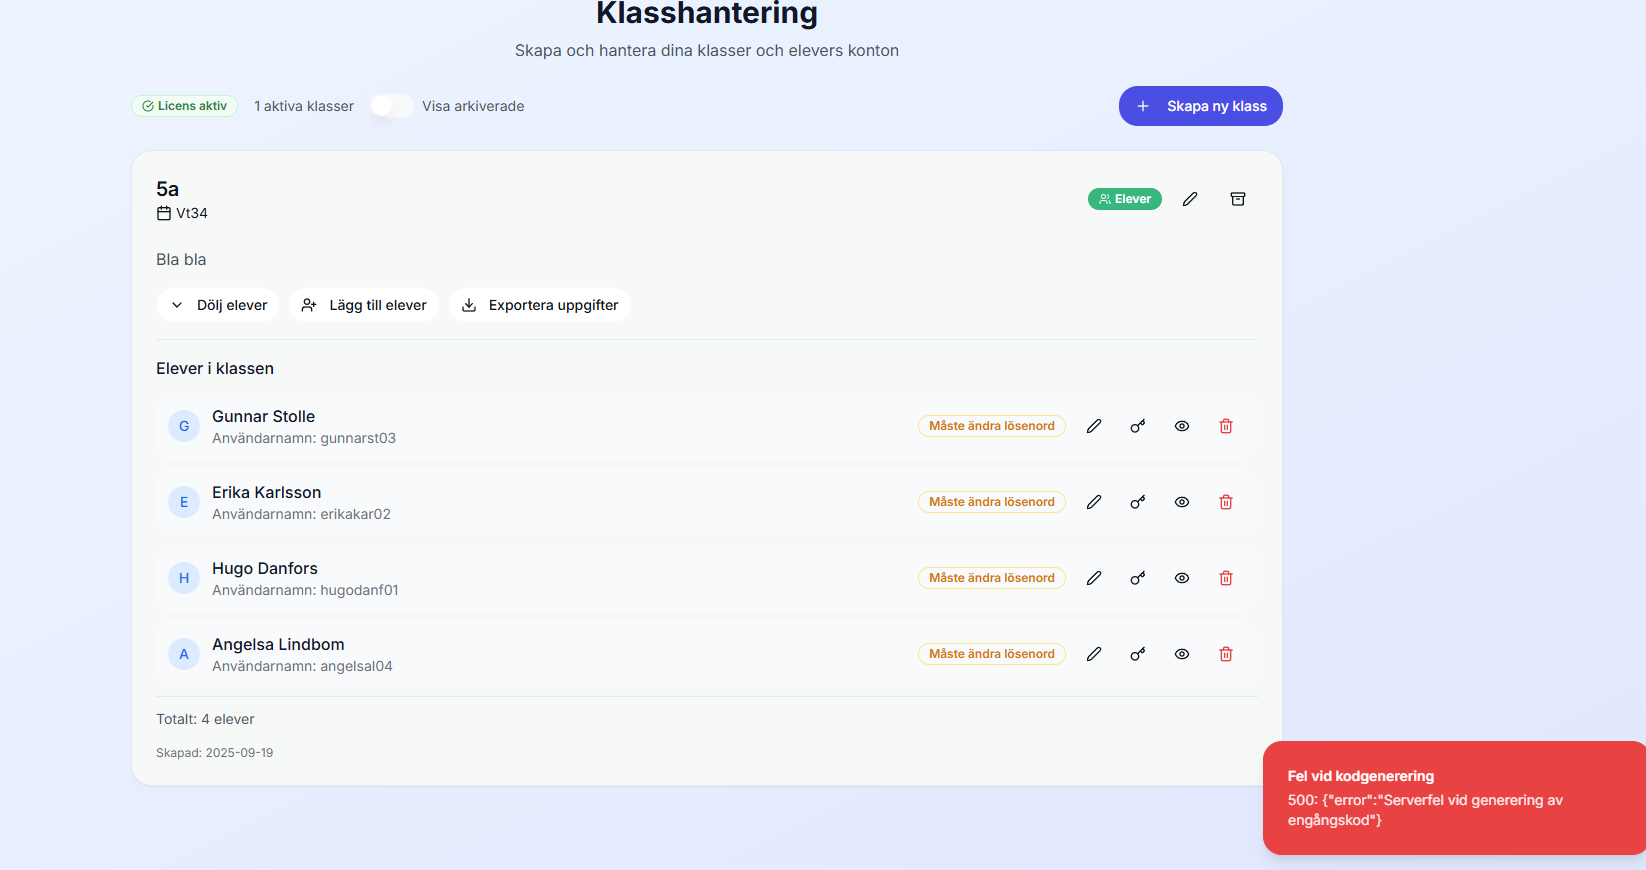 Klasshantering
Skapa och hantera dina klasser och elevers konton
Licens aktiv
1 aktiva klasser
Visa arkiverade
Skapa ny klass
5a
Vt34
Elever
Bla bla
Dölj elever
Lägg till elever
Exportera uppgifter
Elever i klassen
G
Gunnar Stolle
Användarnamn: gunnarst03
Måste ändra lösenord
E
Erika Karlsson
Användarnamn: erikakar02
Måste ändra lösenord
H
Hugo Danfors
Användarnamn: hugodanf01
Måste ändra lösenord
A
Angelsa Lindbom
Användarnamn: angelsal04
Måste ändra lösenord
Totalt: 4 elever
Skapad: 2025-09-19
Fel vid kodgenerering
500: {"error":"Serverfel vid generering av
engångskod"}